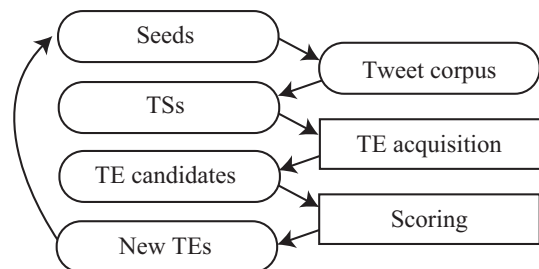 Seeds
Tweet corpus
TSs
TE acquisition
TE candidates
Scoring
New TEs